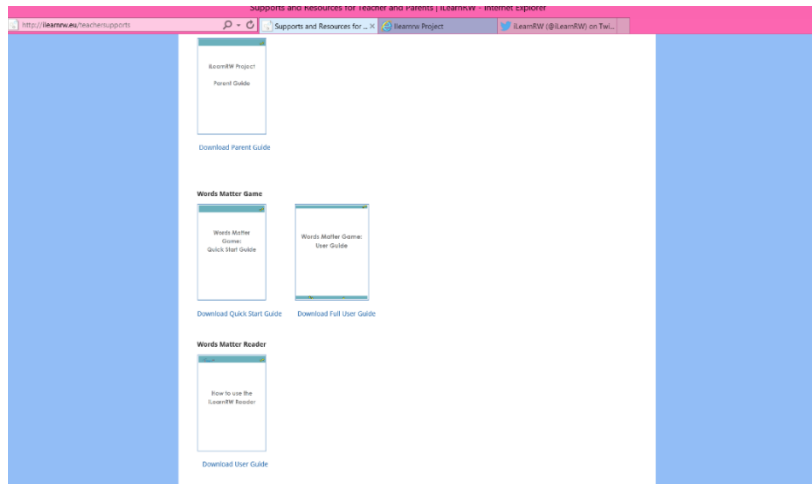 Supports and Resources for Teacher and Parents | iLearnRW - Internet Explorer
http://ilearnrw.eu/teachersupports
Supports and Resources for ...
ilearnrw Project
iLearnRW (@iLearnRW) on Twi...
iLearnRW Project
Parent Guide
Download Parent Guide
Words Matter Game
Words Matter
Game:
Quick Start Guide
Words Matter Game:
User Guide
Download Quick Start Guide
Download Full User Guide
Words Matter Reader
How to use the
iLearnRW Reader
Download User Guide